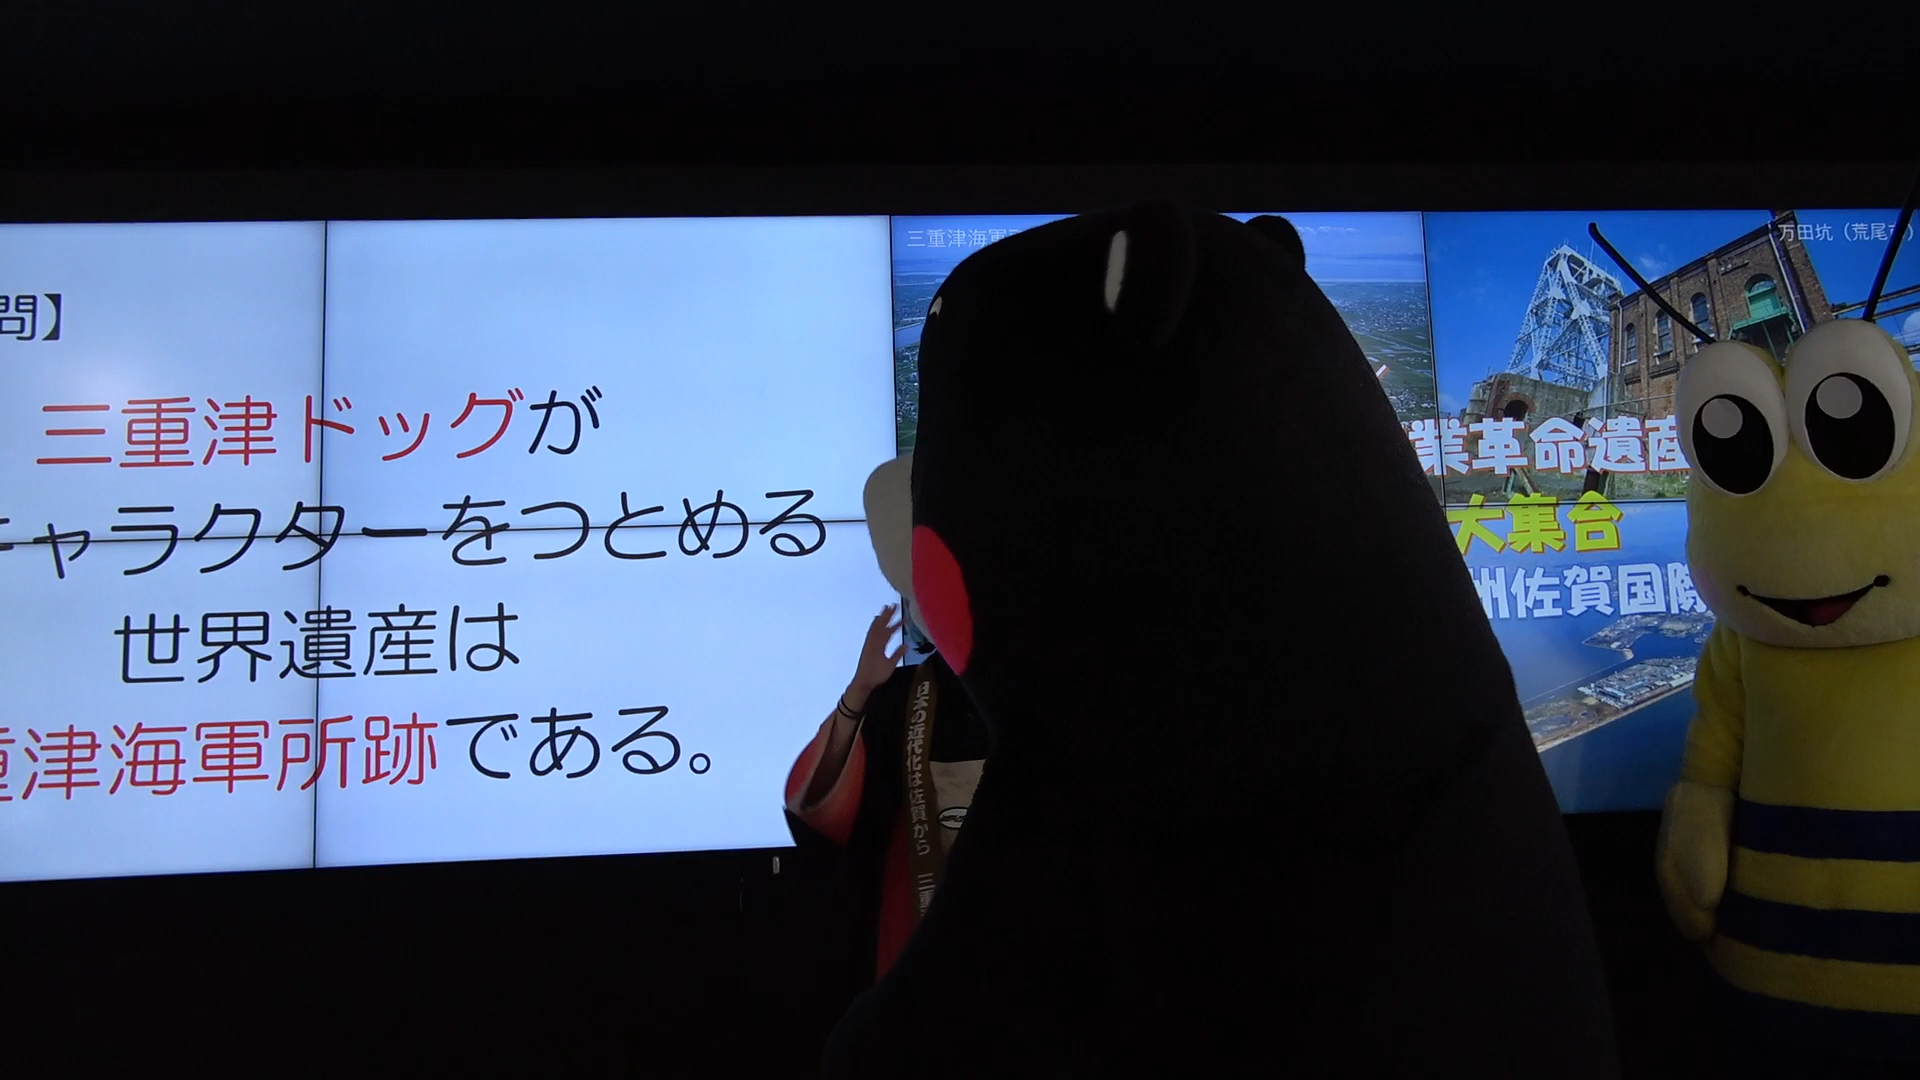 問】
三重津ドッグが
キャラクターをつとめる
世界遺産は
重津海軍所跡である。
三重津海軍
万田坑（荒尾市）
業革命遺産
大集合
州佐賀国際
日本の近代化は佐賀から 三重